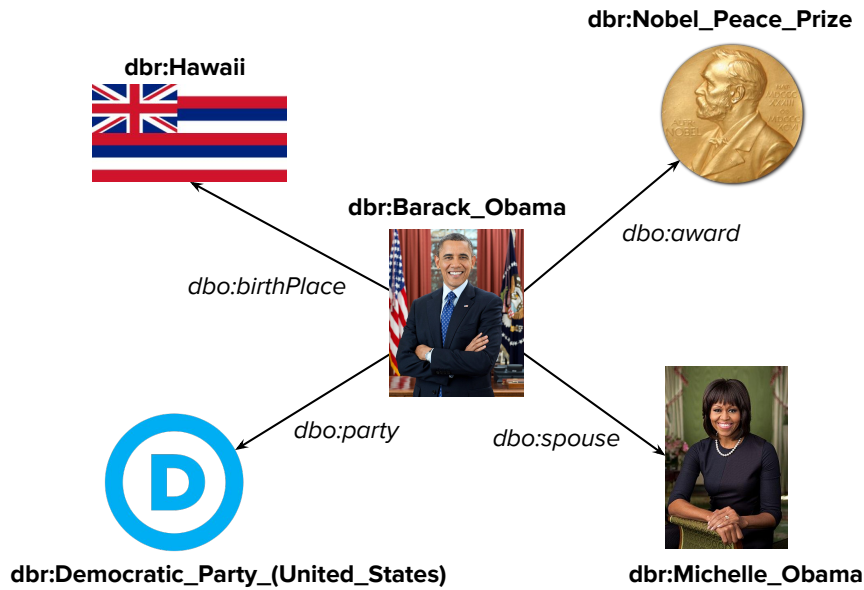 dbr:Nobel_Peace_Prize
dbr:Hawaii
dbr:Barack_Obama
dbo:award
dbo:birthPlace
dbo:party
dbo:spouse
D
dbr:Democratic_Party_(United_States)
dbr:Michelle_Obama